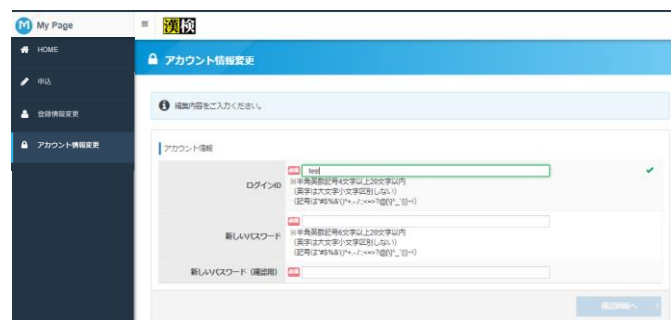 My Page
漢検
HOME
申込
登録情報変更
アカウント情報変更
アカウント情報変更
編集内容をご入力ください。
アカウント情報
ログインID
必須
test
※半角英数記号4文字以上20文字以内
(英字は大文字小文字区別しない)
新しいパスワード
必須
※半角英数記号6文字以上20文字以内
(英字は大文字小文字区別しない)
新しいパスワード（確認用）
必須
確認画面へ